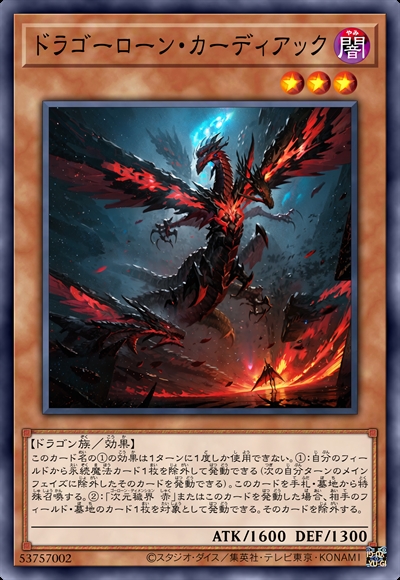 ドラゴーローン・カーディアック
闇
やみ
【ドラゴン族／効果】
このカード名の①の効果は1ターンに1度しか使用できない。①：自分のフィー
ルドから永続魔法カード1枚を除外して発動できる（次の自分ターンのメイン
フェイズに除外したそのカードを発動できる）。このカードを手札・墓地から特
殊召喚する。②：「次元職界 赤」またはこのカードを発動した場合、相手の
フィールド・墓地のカード1枚を対象として発動できる。そのカードを除外する。
ATK/1600 DEF/1300
53757002
©スタジオ・ダイス／集英社・テレビ東京・KONAMI